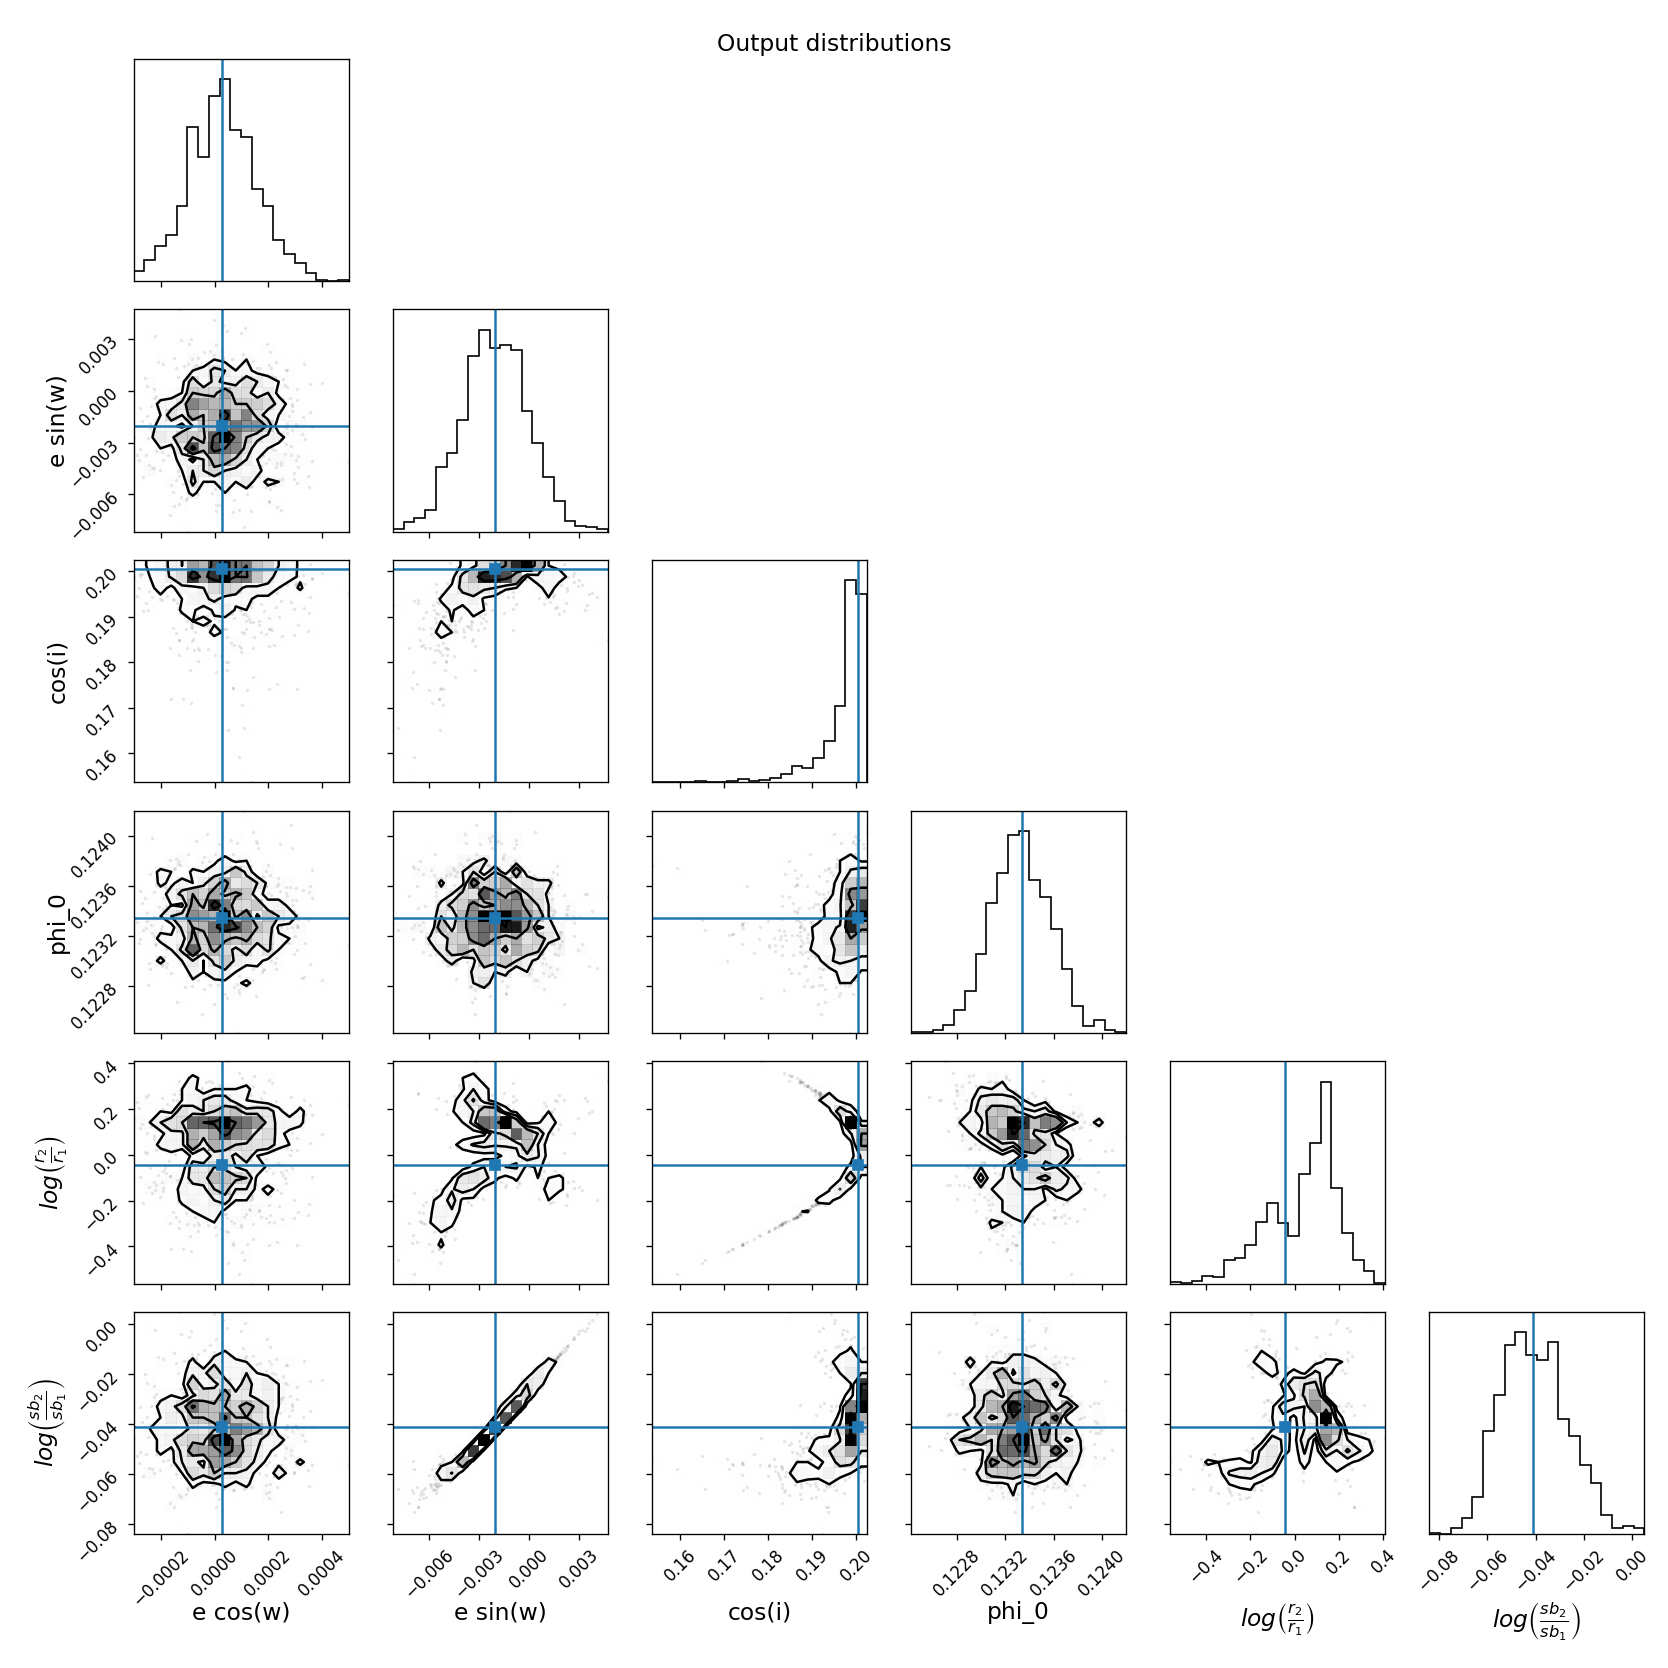 Output distributions
0.003
0.000
−0.003
−0.006
e sin(w)
0.20
0.19
0.18
0.17
0.16
cos(i)
0.1240
0.1236
0.1232
0.1228
phi_0
0.4
0.2
0.0
−0.2
−0.4
log(r2/r1)
0.00
−0.02
−0.04
−0.06
−0.08
log(sb2/sb1)
−0.0002 0.0000 0.0002 0.0004 −0.006 −0.003 0.000 0.003 0.16 0.17 0.18 0.19 0.20 0.1228 0.1232 0.1236 0.1240 −0.4 −0.2 0.0 0.2 0.4 −0.08 −0.06 −0.04 −0.02 0.00
e cos(w) e sin(w) cos(i) phi_0 log(r2/r1) log(sb2/sb1)